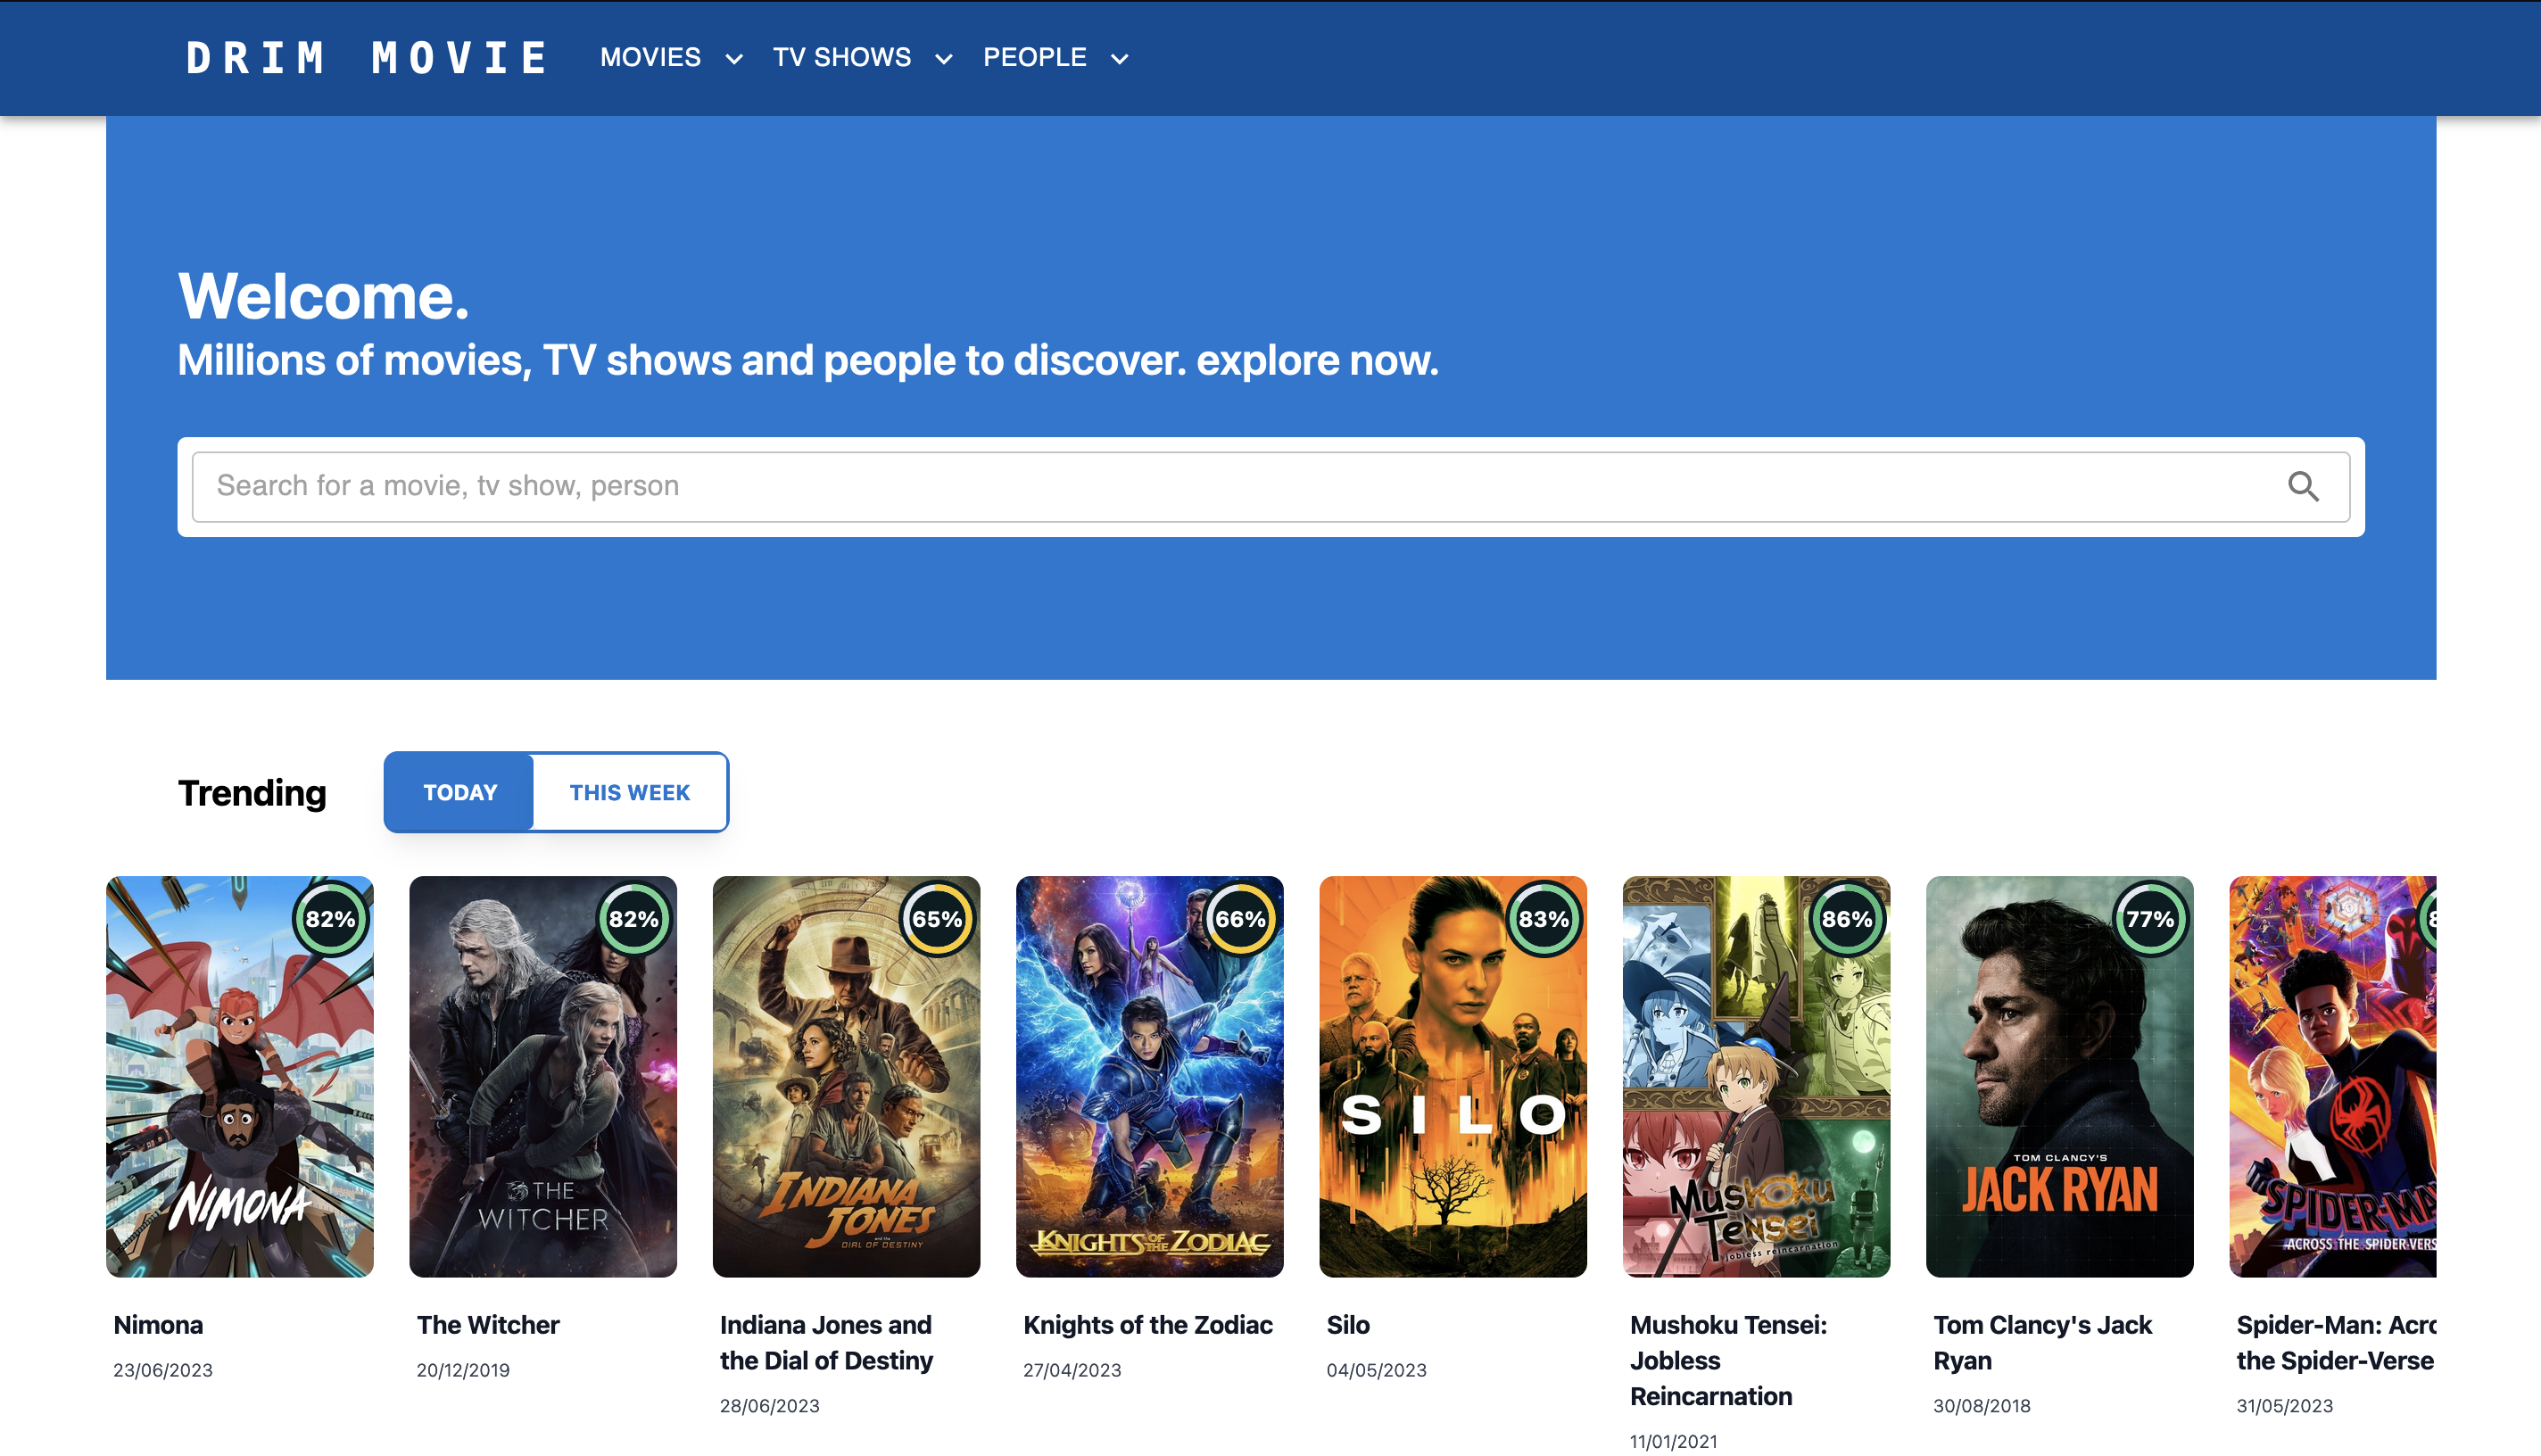 DRIM MOVIE MOVIES TV SHOWS PEOPLE
Welcome.
Millions of movies, TV shows and people to discover. explore now.
Search for a movie, tv show, person
Trending TODAY THIS WEEK
82%
NIMONA
Nimona
23/06/2023
82%
THE
WITCHER
The Witcher
20/12/2019
65%
INDIANA
JONES
and the
DIAL OF DESTINY
Indiana Jones and
the Dial of Destiny
28/06/2023
66%
KNIGHTS OF THE ZODIAC
Knights of the Zodiac
27/04/2023
83%
SILO
Silo
04/05/2023
86%
Mushoku
Tensei
jobless reincarnation
Mushoku Tensei:
Jobless
Reincarnation
11/01/2021
77%
TOM CLANCY'S
JACK RYAN
Tom Clancy's Jack
Ryan
30/08/2018
8
SPIDER-MA
ACROSS THE SPIDER-VERS
Spider-Man: Acro
the Spider-Verse
31/05/2023